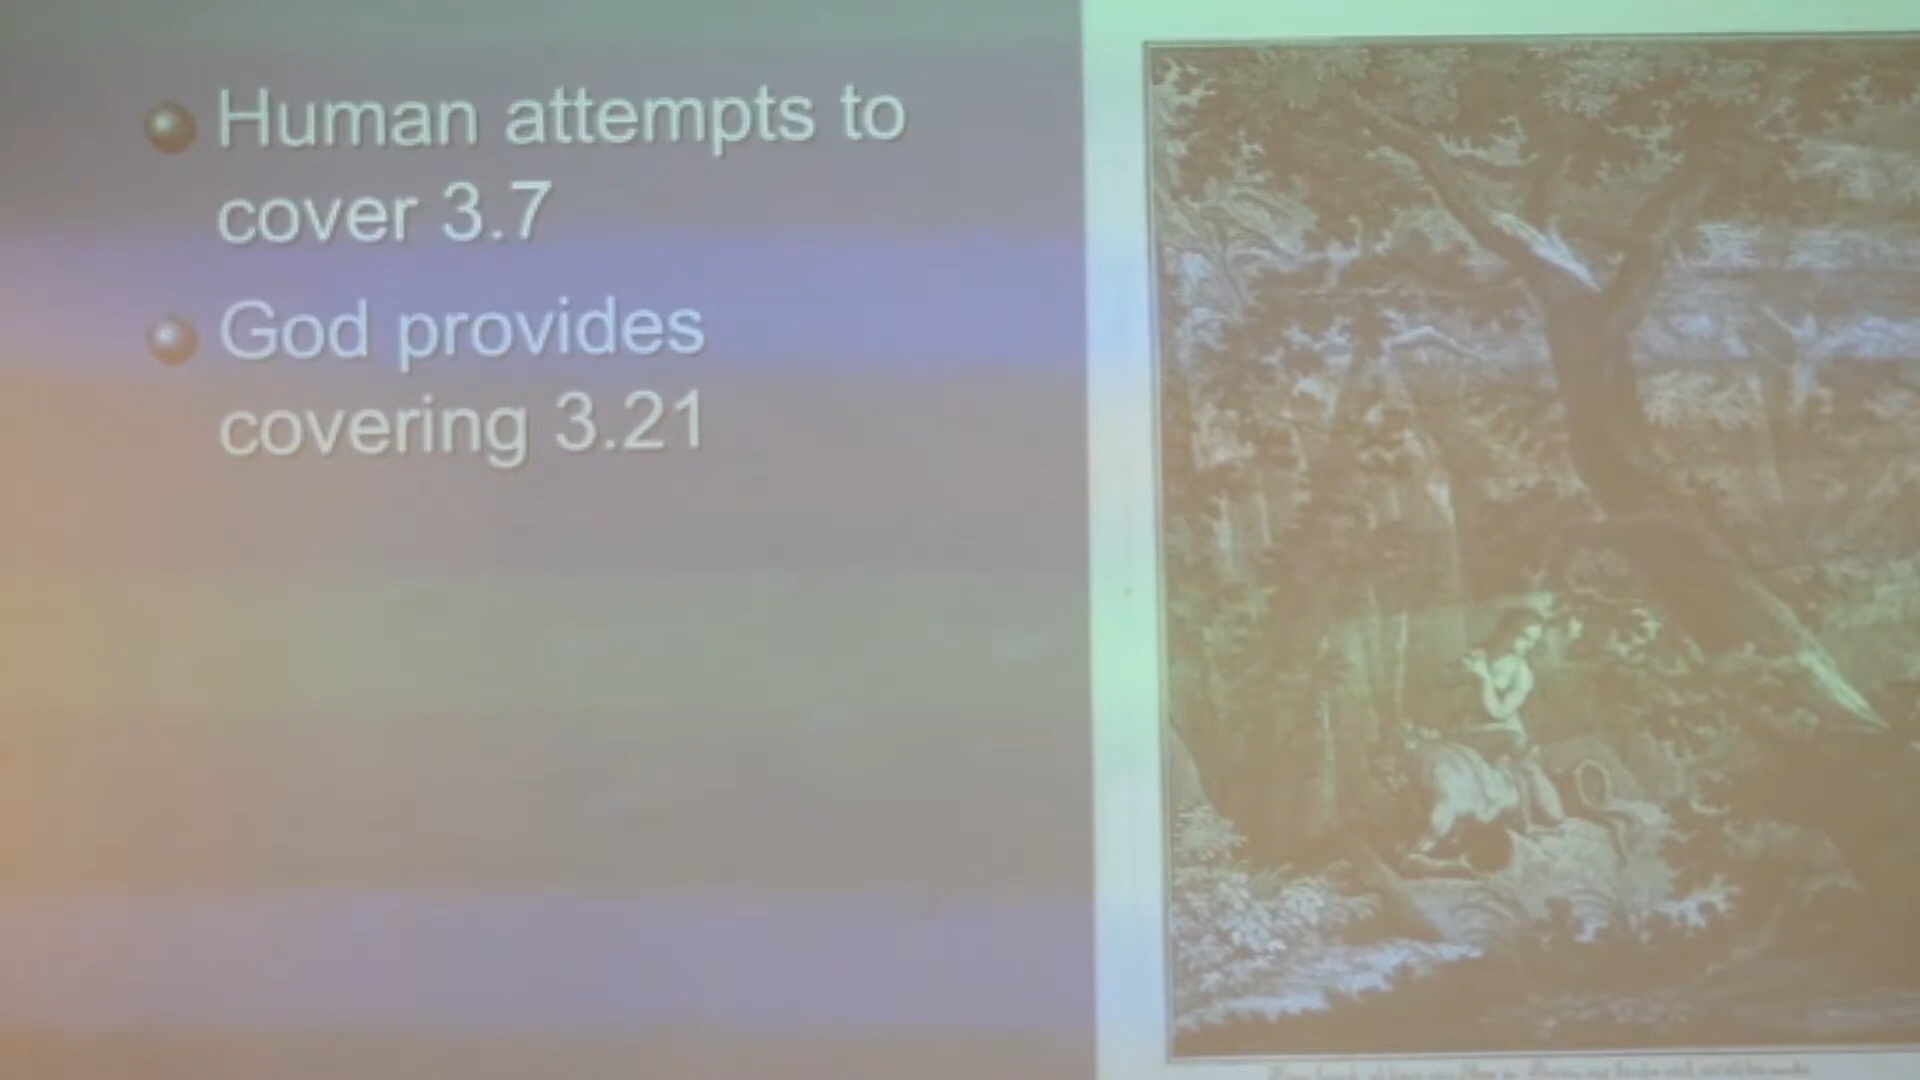 Human attempts to
cover 3.7
God provides
covering 3.21